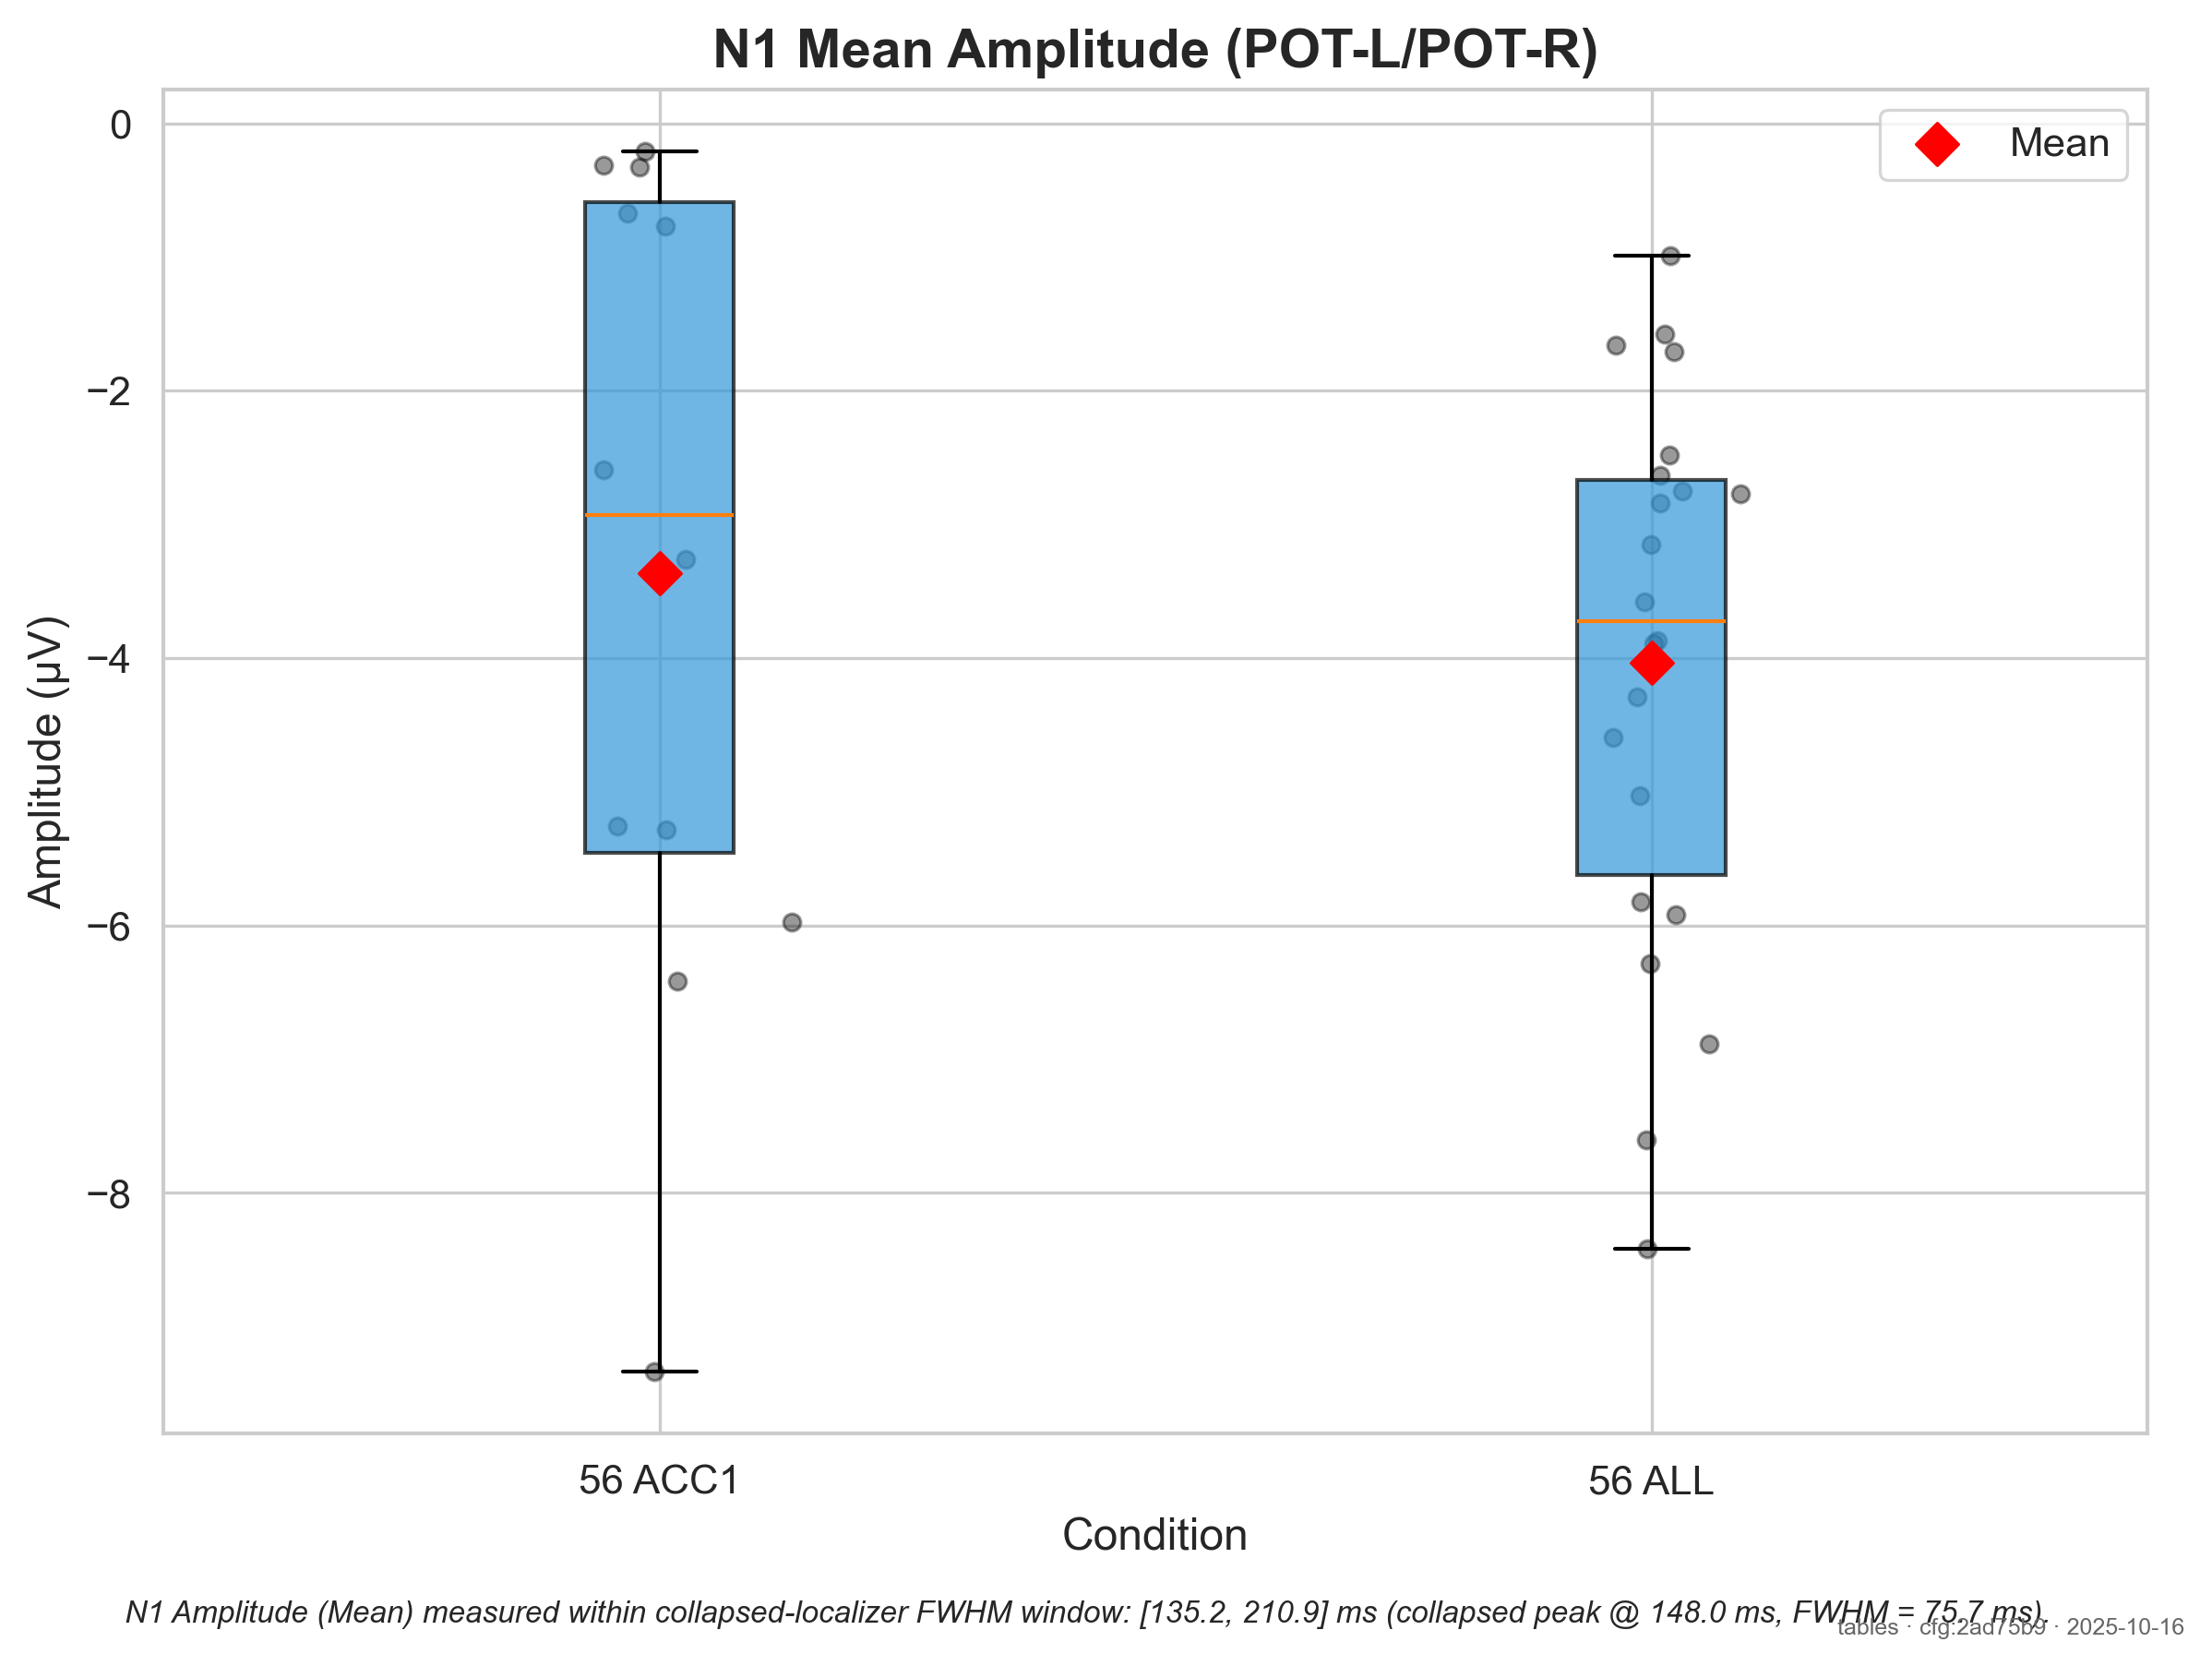 N1 Mean Amplitude (POT-L/POT-R)
Mean
0
−2
−4
−6
−8
Amplitude (µV)
56 ACC1
56 ALL
Condition
N1 Amplitude (Mean) measured within collapsed-localizer FWHM window: [135.2, 210.9] ms (collapsed peak @ 148.0 ms, FWHM = 75.7 ms).
tables · cfg:2ad75b9 · 2025-10-16